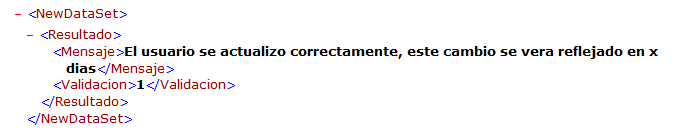 - <NewDataSet>
- <Resultado>
<Mensaje>El usuario se actualizo correctamente, este cambio se vera reflejado en x
dias</Mensaje>
<Validacion>1</Validacion>
</Resultado>
</NewDataSet>